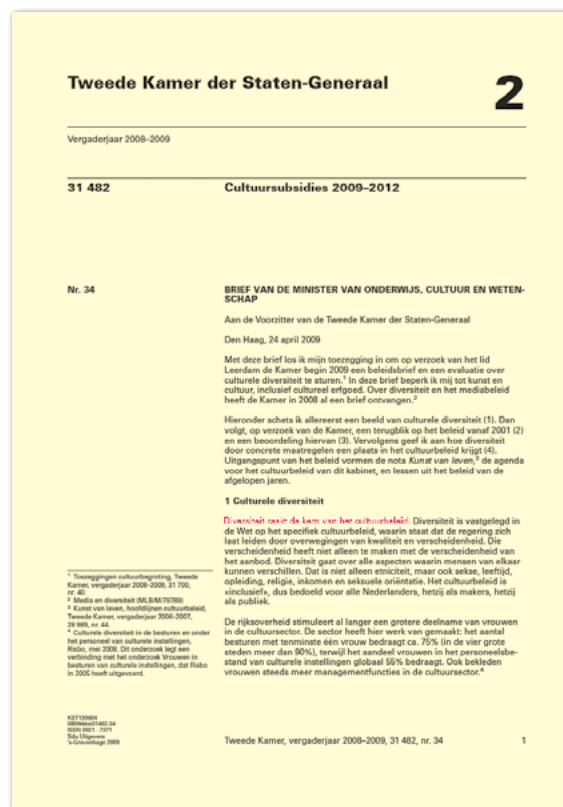 Tweede Kamer der Staten-Generaal
2
Vergaderjaar 2008–2009
31 482
Cultuursubsidies 2009–2012
Nr. 34
BRIEF VAN DE MINISTER VAN ONDERWIJS, CULTUUR EN WETEN-
SCHAP
Aan de Voorzitter van de Tweede Kamer der Staten-Generaal
Den Haag, 24 april 2009
Met deze brief los ik mijn toezegging in om op verzoek van het lid
Leerdam de Kamer begin 2009 een beleidsbrief en een evaluatie over
culturele diversiteit te sturen.1 In deze brief beperk ik mij tot kunst en
cultuur, inclusief cultureel erfgoed. Over diversiteit en het mediabeleid
heeft de Kamer in 2008 al een brief ontvangen.2
Hieronder schets ik allereerst een beeld van culturele diversiteit (1). Dan
volgt, op verzoek van de Kamer, een terugblik op het beleid vanaf 2001 (2)
en een beoordeling hiervan (3). Vervolgens geef ik aan hoe diversiteit
door concrete maatregelen een plaats in het cultuurbeleid krijgt (4).
Uitgangspunt van het beleid vormen de nota Kunst van leven,3 de agenda
voor het cultuurbeleid van dit kabinet, en lessen uit het beleid van de
afgelopen jaren.
1 Culturele diversiteit
Diversiteit raakt de kern van het cultuurbeleid. Diversiteit is vastgelegd in
de Wet op het specifiek cultuurbeleid, waarin staat dat de regering zich
laat leiden door overwegingen van kwaliteit en verscheidenheid. Die
verscheidenheid heeft niet alleen te maken met de verscheidenheid van
het aanbod. Diversiteit gaat over alle aspecten waarin mensen van elkaar
kunnen verschillen. Dat is niet alleen etniciteit, maar ook sekse, leeftijd,
opleiding, religie, inkomen en seksuele oriëntatie. Het cultuurbeleid is
«inclusief», dus bedoeld voor alle Nederlanders, hetzij als makers, hetzij
als publiek.
De rijksoverheid stimuleert al langer een grotere deelname van vrouwen
in de cultuursector. De sector heeft hier werk van gemaakt: het aantal
besturen met tenminste één vrouw bedraagt ca. 75% (in de vier grote
steden meer dan 90%), terwijl het aandeel vrouwen in het personeelsbe-
stand van culturele instellingen globaal 55% bedraagt. Ook bekleden
vrouwen steeds meer managementfuncties in de cultuursector.4
1 Toezeggingen cultuurbegroting, Tweede
Kamer, vergaderjaar 2008–2009, 31 700,
nr. 40.
2 Media en diversiteit (MLB/M/70789)
3 Kunst van leven, hoofdlijnen cultuurbeleid,
Tweede Kamer, vergaderjaar 2006–2007,
28 989, nr. 44.
4 Culturele diversiteit in de besturen en onder
het personeel van culturele instellingen,
Risbo, mei 2008. Dit onderzoek legt een
verbinding met het onderzoek Vrouwen in
besturen van culturele instellingen, dat Risbo
in 2005 heeft uitgevoerd.
KST130604
0809tkkst31482-34
ISSN 0921 - 7371
Sdu Uitgevers
's-Gravenhage 2009
Tweede Kamer, vergaderjaar 2008–2009, 31 482, nr. 34
1